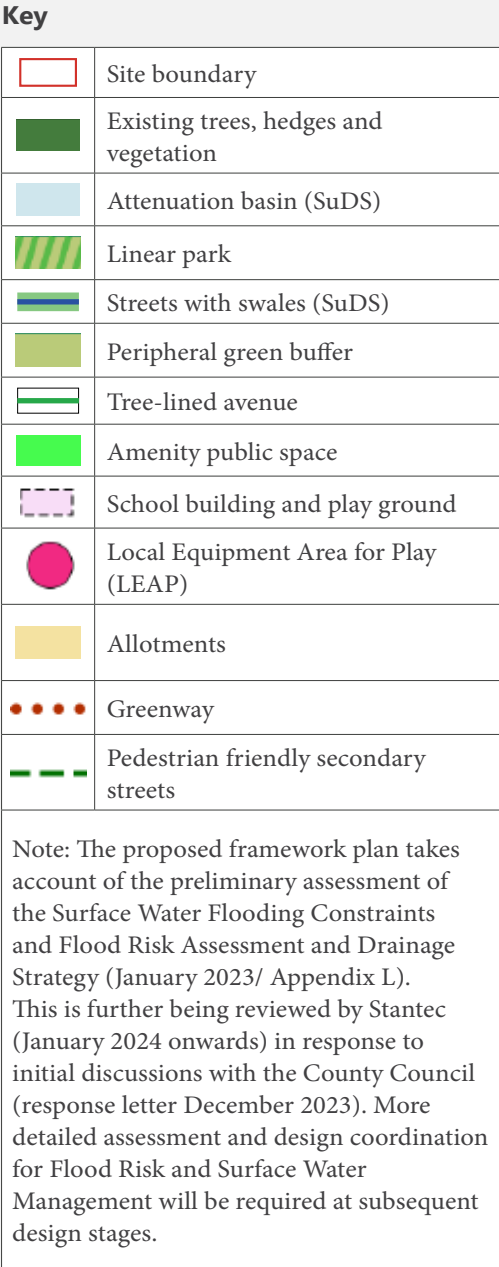 Key
Site boundary
Existing trees, hedges and
vegetation
Attenuation basin (SuDS)
Linear park
Streets with swales (SuDS)
Peripheral green buffer
Tree-lined avenue
Amenity public space
School building and play ground
Local Equipment Area for Play
(LEAP)
Allotments
Greenway
Pedestrian friendly secondary
streets
Note: The proposed framework plan takes
account of the preliminary assessment of
the Surface Water Flooding Constraints
and Flood Risk Assessment and Drainage
Strategy (January 2023/ Appendix L).
This is further being reviewed by Stantec
(January 2024 onwards) in response to
initial discussions with the County Council
(response letter December 2023). More
detailed assessment and design coordination
for Flood Risk and Surface Water
Management will be required at subsequent
design stages.